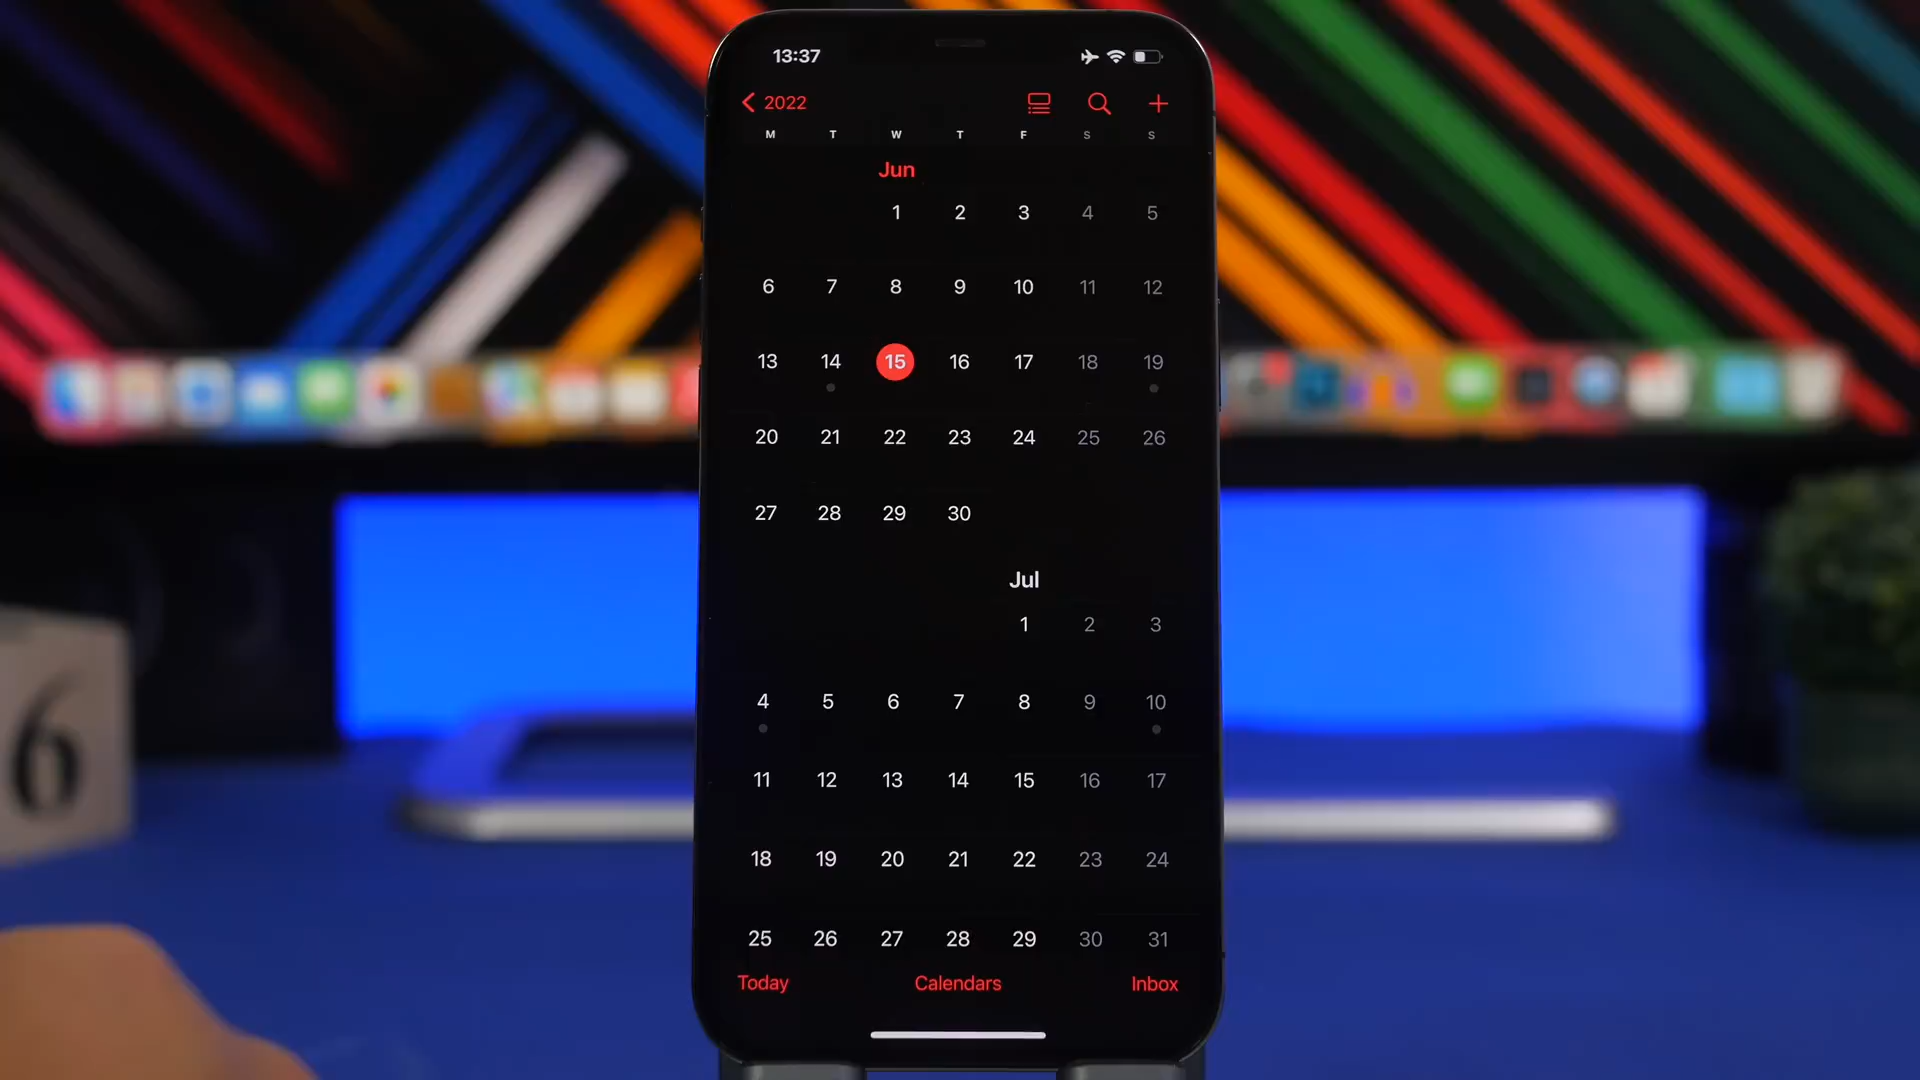 13:37
2022
M T W T F S S
Jun
1 2 3 4 5
6 7 8 9 10 11 12
13 14 15 16 17 18 19
20 21 22 23 24 25 26
27 28 29 30
Jul
1 2 3
4 5 6 7 8 9 10
11 12 13 14 15 16 17
18 19 20 21 22 23 24
25 26 27 28 29 30 31
Today Calendars Inbox
6